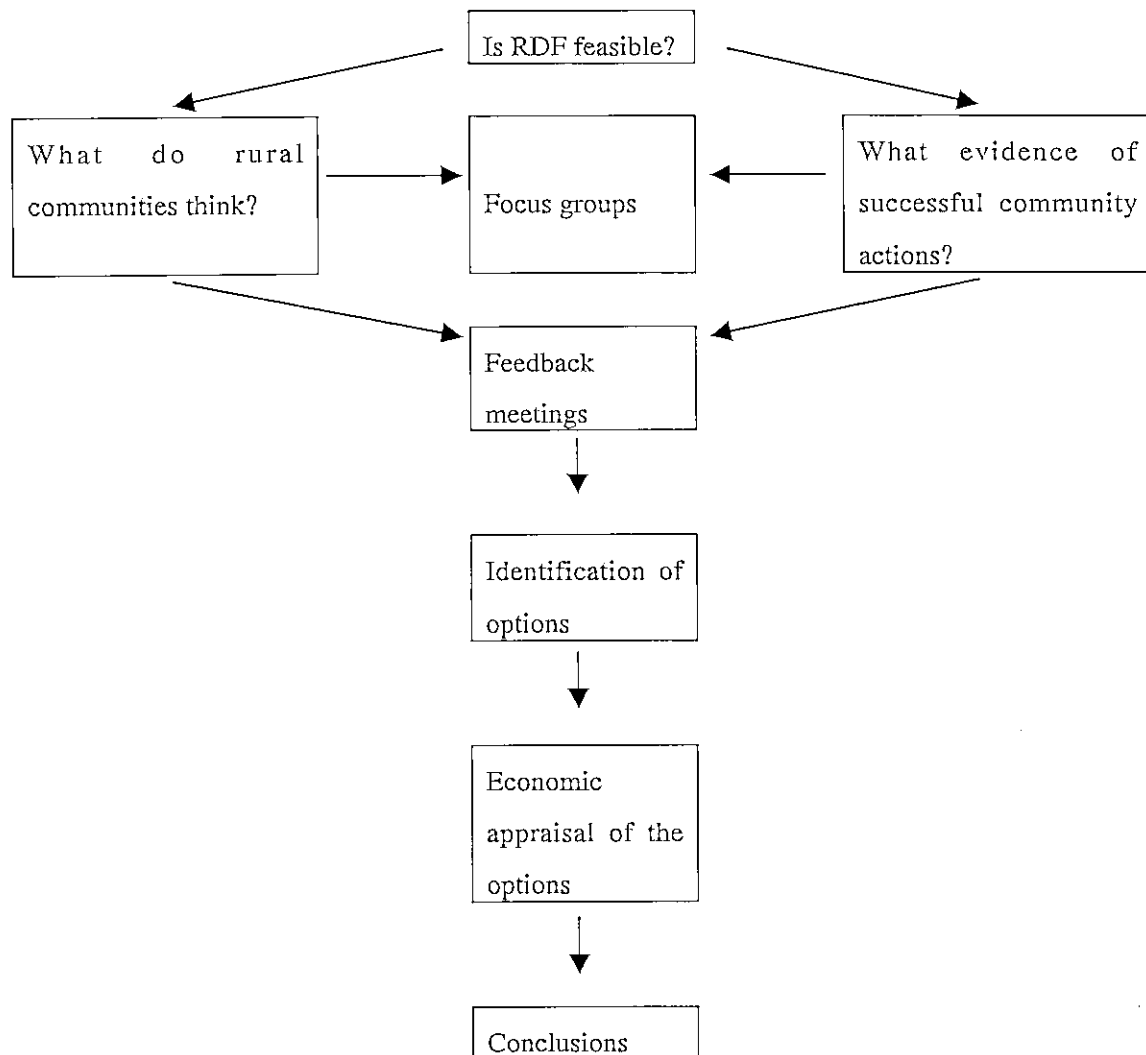 Is RDF feasible?
What do rural
communities think?
Focus groups
What evidence of
successful community
actions?
Feedback
meetings
Identification of
options
Economic
appraisal of the
options
Conclusions